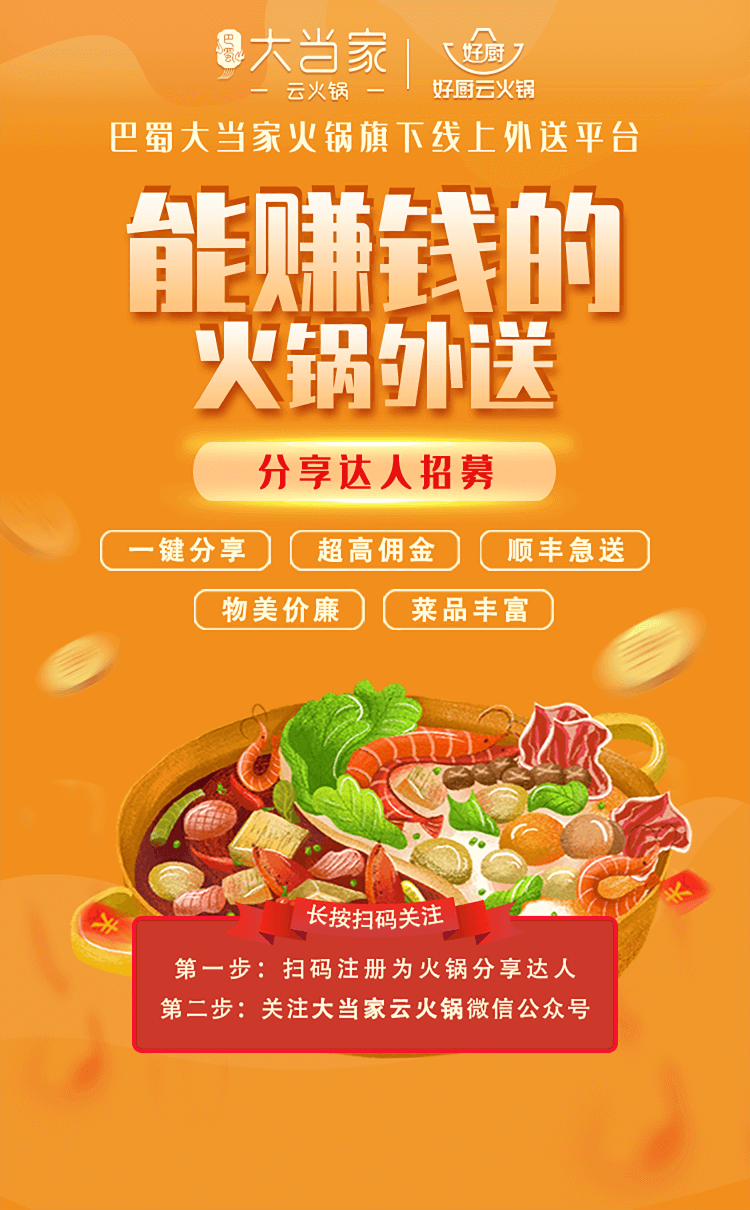 巴蜀 大当家 好厨
云火锅 好厨云火锅
巴蜀大当家火锅旗下线上外送平台
能赚钱的
火锅外送
分享达人招募
一键分享 超高佣金 顺丰急送
物美价廉 菜品丰富
长按扫码关注
第一步：扫码注册为火锅分享达人
第二步：关注大当家云火锅微信公众号